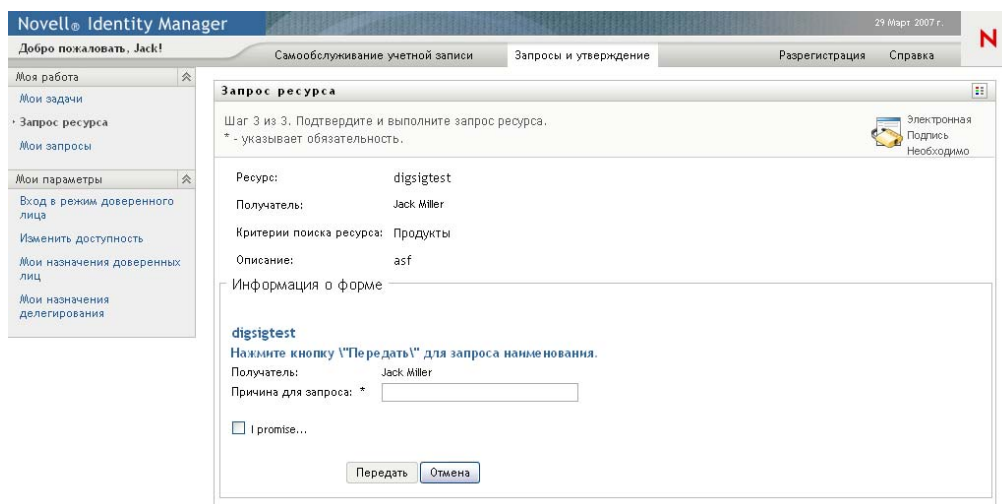 Novell® Identity Manager
29 Март 2007 г.
Добро пожаловать, Jack!
Самообслуживание учетной записи
Запросы и утверждение
Разрегистрация
Справка
N
Моя работа
Мои задачи
Запрос ресурса
Мои запросы
Мои параметры
Вход в режим доверенного
лица
Изменить доступность
Мои назначения доверенных
лиц
Мои назначения
делегирования
Запрос ресурса
Шаг 3 из 3. Подтвердите и выполните запрос ресурса.
* - указывает обязательность.
Электронная
Подпись
Необходимо
Ресурс: digsigtest
Получатель: Jack Miller
Критерии поиска ресурса: Продукты
Описание: asf
Информация о форме
digsigtest
Нажмите кнопку \"Передать\" для запроса наименования.
Получатель: Jack Miller
Причина для запроса: *
I promise...
Передать Отмена